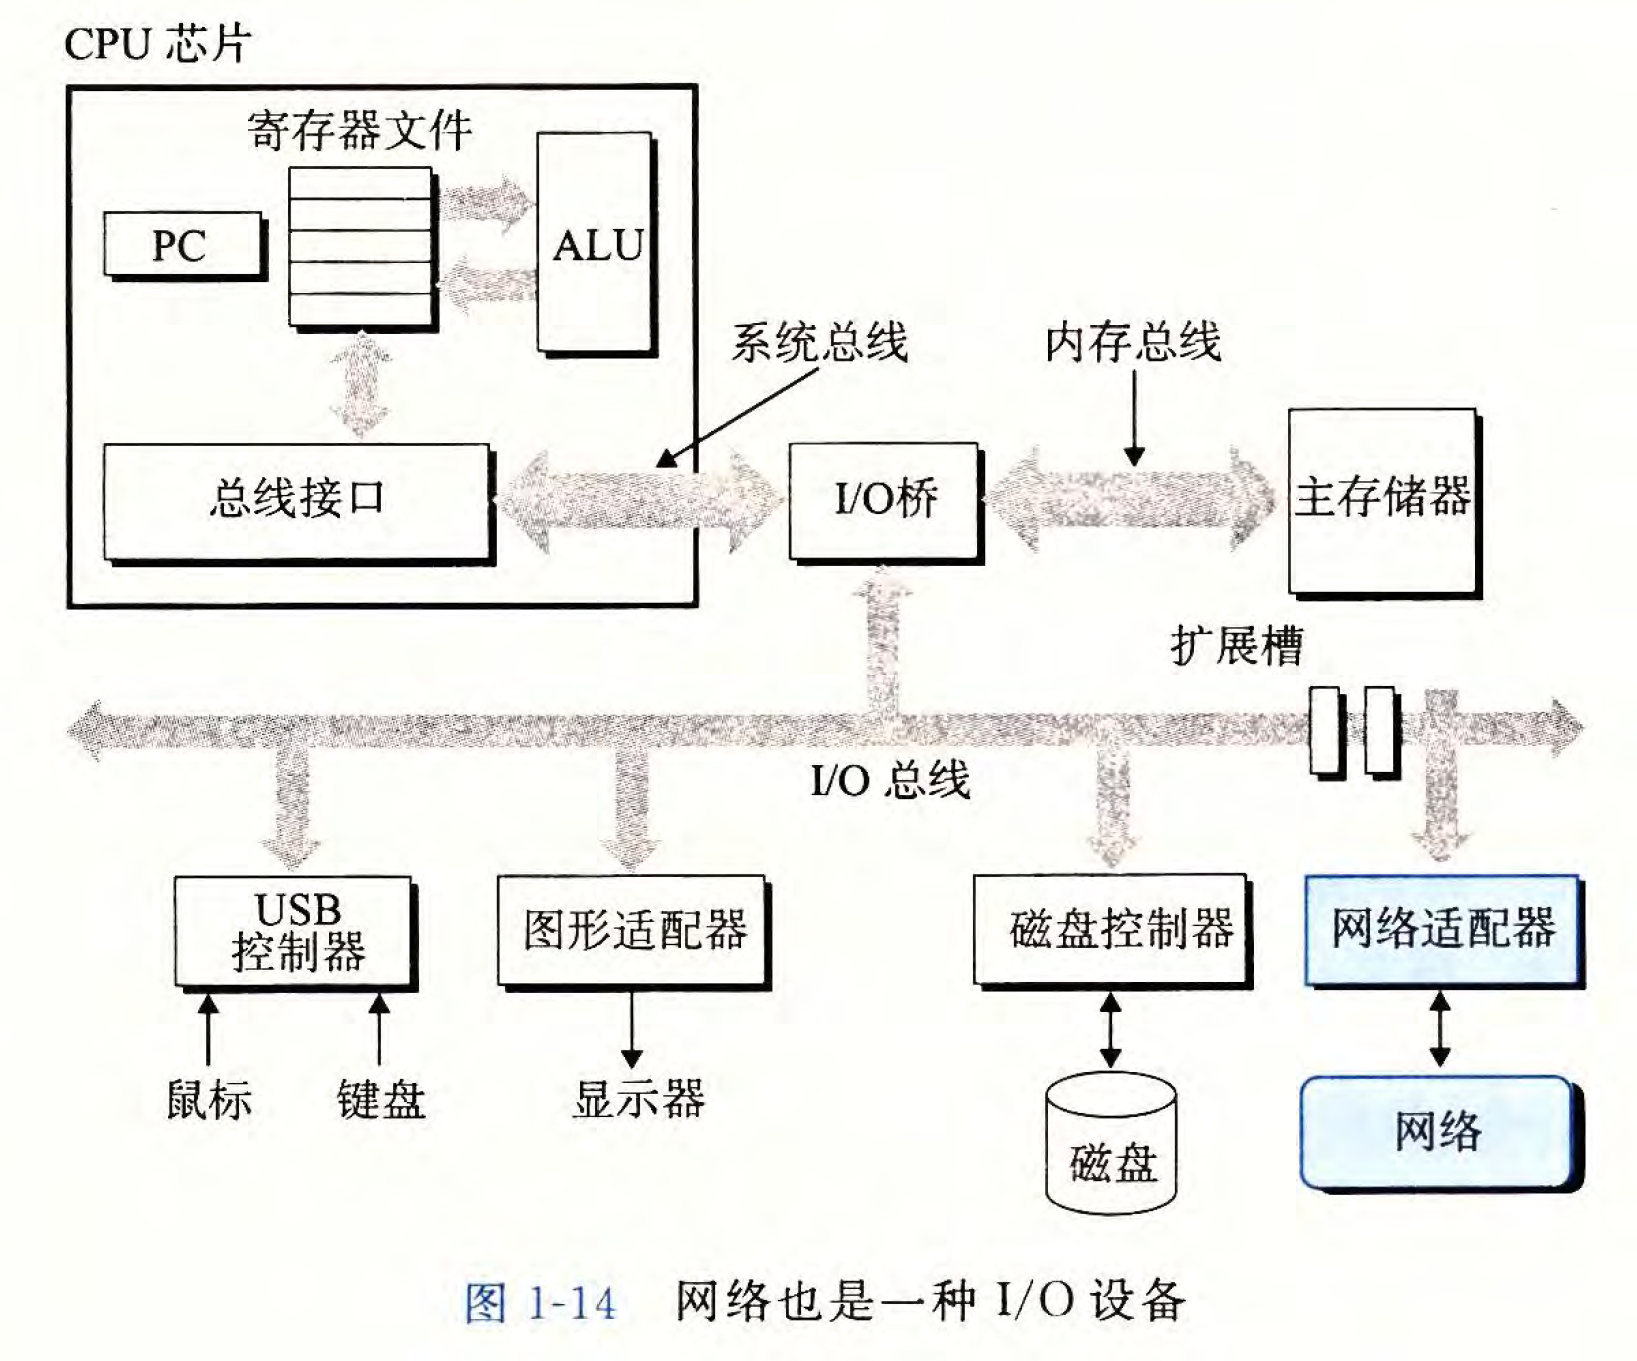 CPU 芯片
寄存器文件
PC
ALU
系统总线
内存总线
总线接口
I/O桥
主存储器
扩展槽
I/O 总线
USB
控制器
图形适配器
磁盘控制器
网络适配器
鼠标
键盘
显示器
磁盘
网络
图 1-14 网络也是一种 I/O 设备